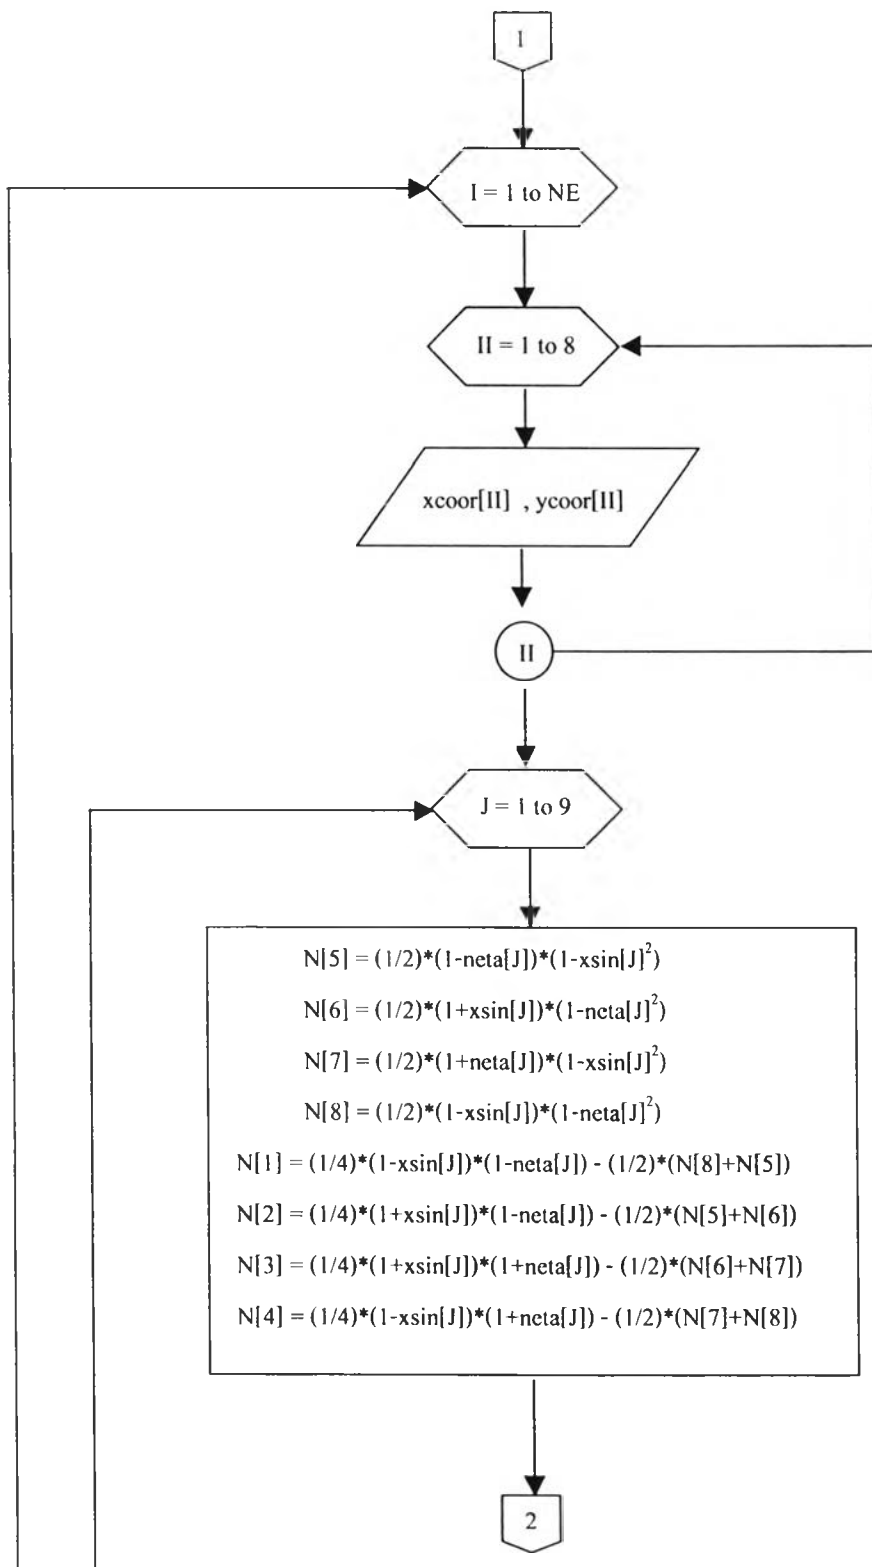 1
I = 1 to NE
II = 1 to 8
xcoor[II] , ycoor[II]
II
J = 1 to 9
N[5] = (1/2)*(1-neta[J])*(1-xsin[J]²)
N[6] = (1/2)*(1+xsin[J])*(1-neta[J]²)
N[7] = (1/2)*(1+neta[J])*(1-xsin[J]²)
N[8] = (1/2)*(1-xsin[J])*(1-neta[J]²)
N[1] = (1/4)*(1-xsin[J])*(1-neta[J]) - (1/2)*(N[8]+N[5])
N[2] = (1/4)*(1+xsin[J])*(1-neta[J]) - (1/2)*(N[5]+N[6])
N[3] = (1/4)*(1+xsin[J])*(1+neta[J]) - (1/2)*(N[6]+N[7])
N[4] = (1/4)*(1-xsin[J])*(1+neta[J]) - (1/2)*(N[7]+N[8])
2